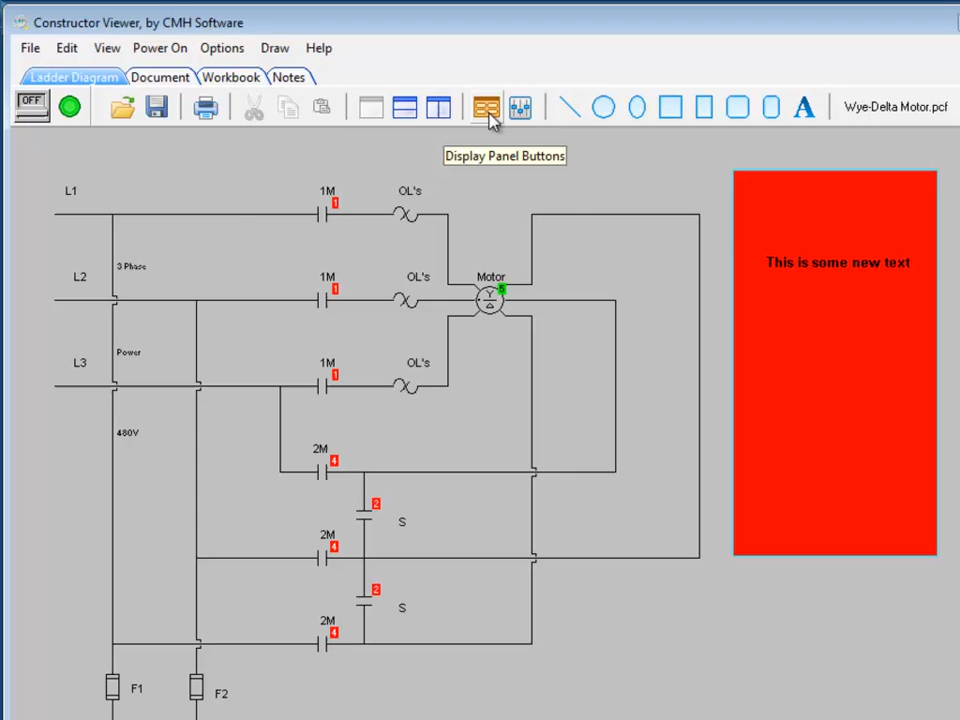 Constructor Viewer, by CMH Software
File Edit View Power On Options Draw Help
Ladder Diagram Document Workbook Notes
OFF A Wye-Delta Motor.pcf
Display Panel Buttons
L1 1M OL's
1
This is some new text
3 Phase
L2 1M OL's Motor
1 5
Y
Power
L3 1M OL's
1
480V
2M
4
2
S
2M
4
2
S
2M
4
F1 F2